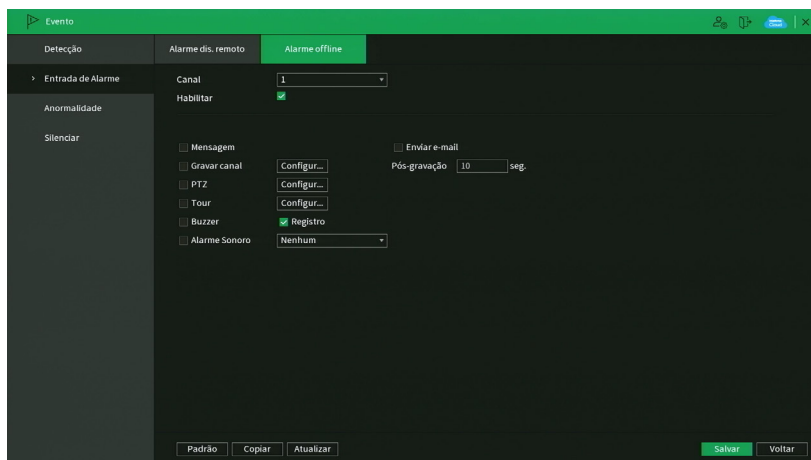 Evento
Cloud
Detecção
Alarme dis. remoto
Alarme offline
Entrada de Alarme
Canal
1
Habilitar
Anormalidade
Silenciar
Mensagem
Enviar e-mail
Gravar canal
Configur...
Pós-gravação
10
seg.
PTZ
Configur...
Tour
Configur...
Buzzer
Registro
Alarme Sonoro
Nenhum
Padrão
Copiar
Atualizar
Salvar
Voltar